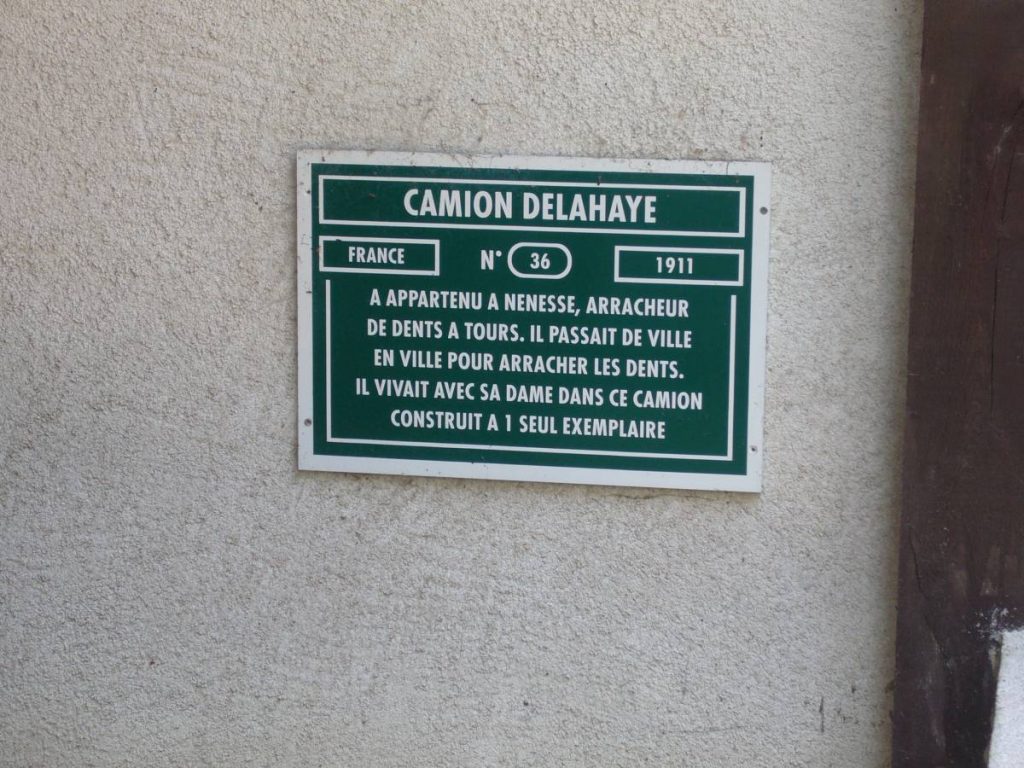 CAMION DELAHAYE
FRANCE N° 36 1911
A APPARTENU A NENESSE, ARRACHEUR
DE DENTS A TOURS. IL PASSAIT DE VILLE
EN VILLE POUR ARRACHER LES DENTS.
IL VIVAIT AVEC SA DAME DANS CE CAMION
CONSTRUIT A 1 SEUL EXEMPLAIRE